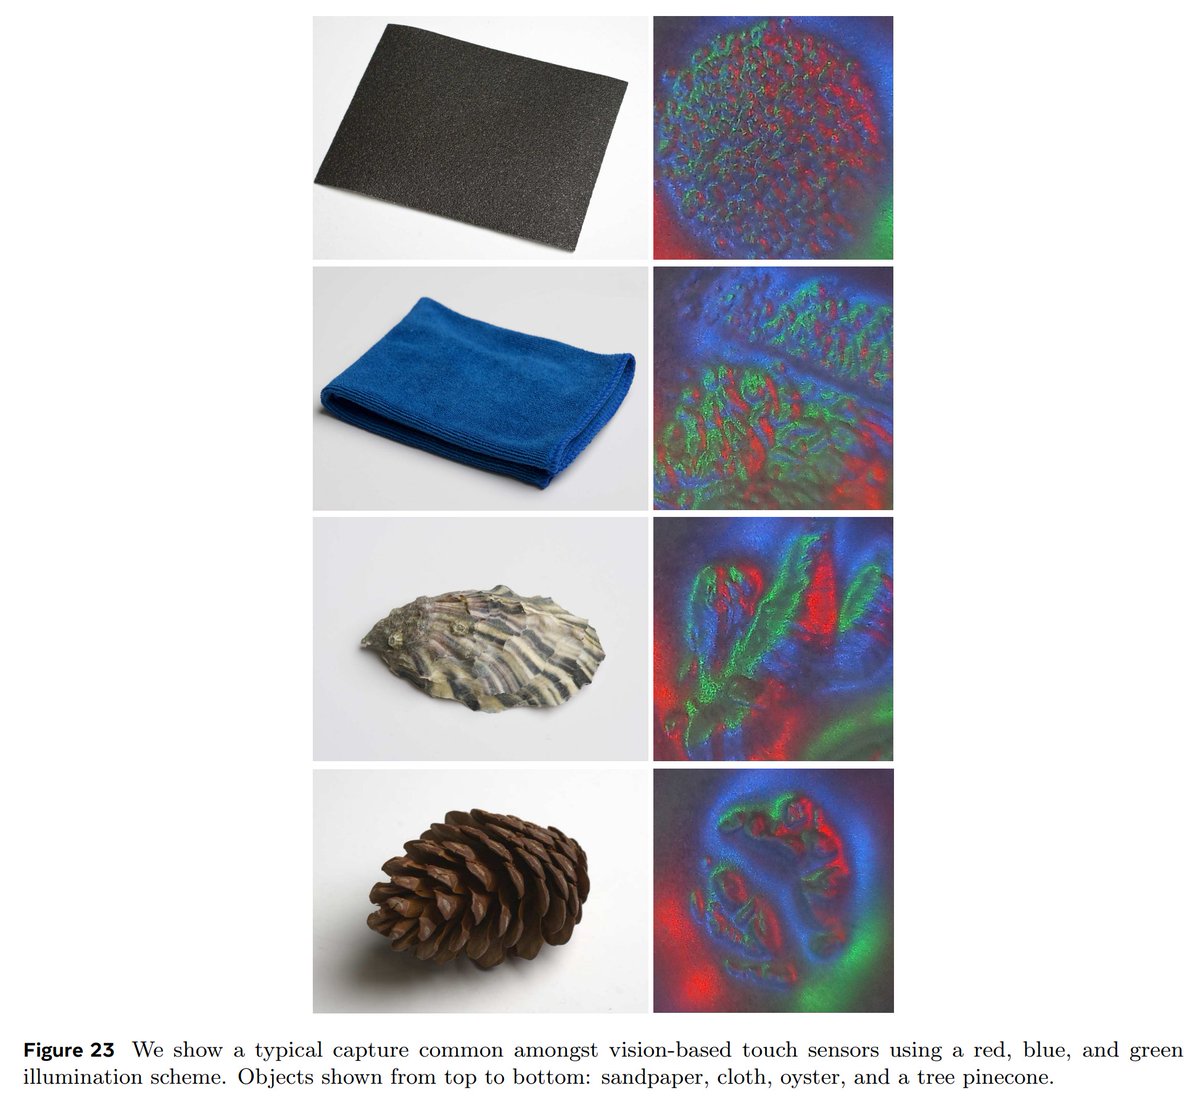 Figure 23 We show a typical capture common amongst vision-based touch sensors using a red, blue, and green
illumination scheme. Objects shown from top to bottom: sandpaper, cloth, oyster, and a tree pinecone.